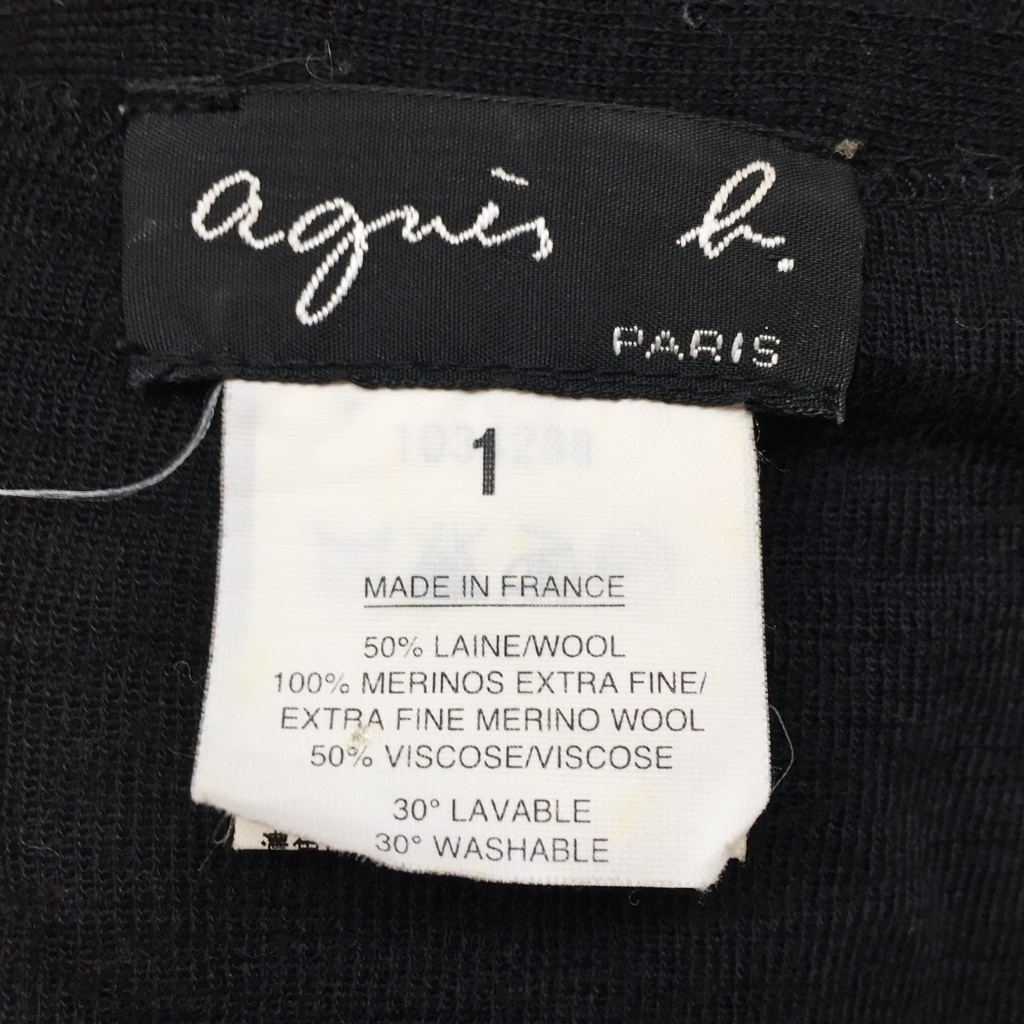 agnès b.
PARIS
1
MADE IN FRANCE
50% LAINE/WOOL
100% MERINOS EXTRA FINE/
EXTRA FINE MERINO WOOL
50% VISCOSE/VISCOSE
30° LAVABLE
30° WASHABLE